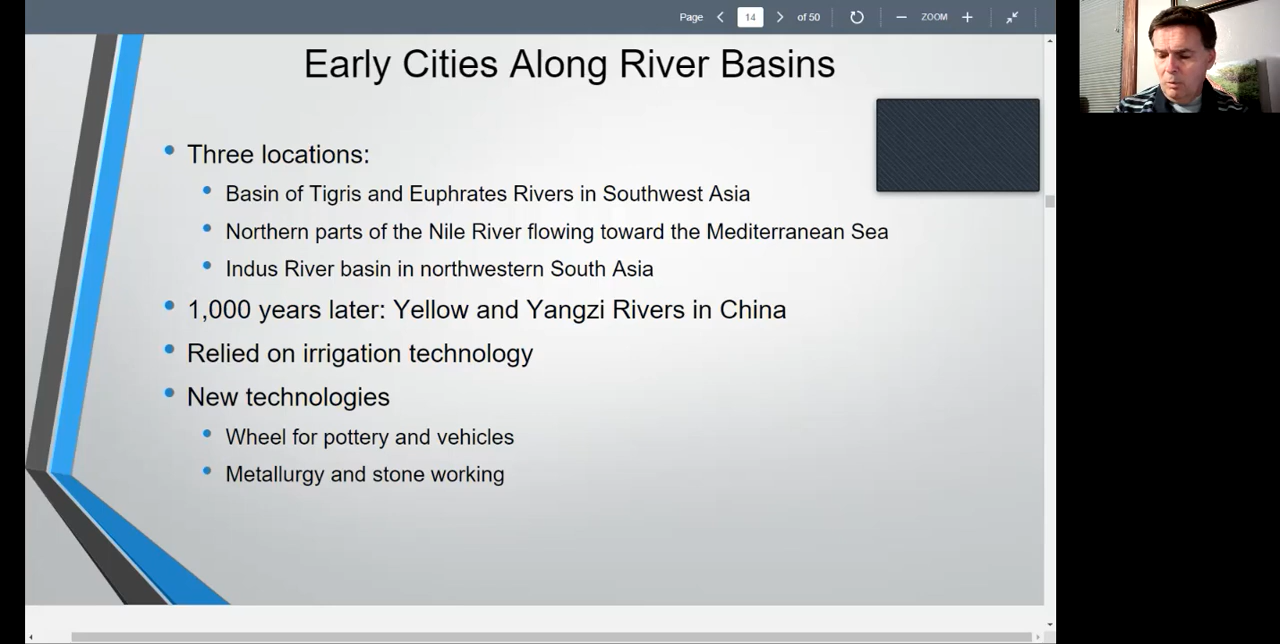 Page 14 of 50 ZOOM
Early Cities Along River Basins
Three locations:
Basin of Tigris and Euphrates Rivers in Southwest Asia
Northern parts of the Nile River flowing toward the Mediterranean Sea
Indus River basin in northwestern South Asia
1,000 years later: Yellow and Yangzi Rivers in China
Relied on irrigation technology
New technologies
Wheel for pottery and vehicles
Metallurgy and stone working